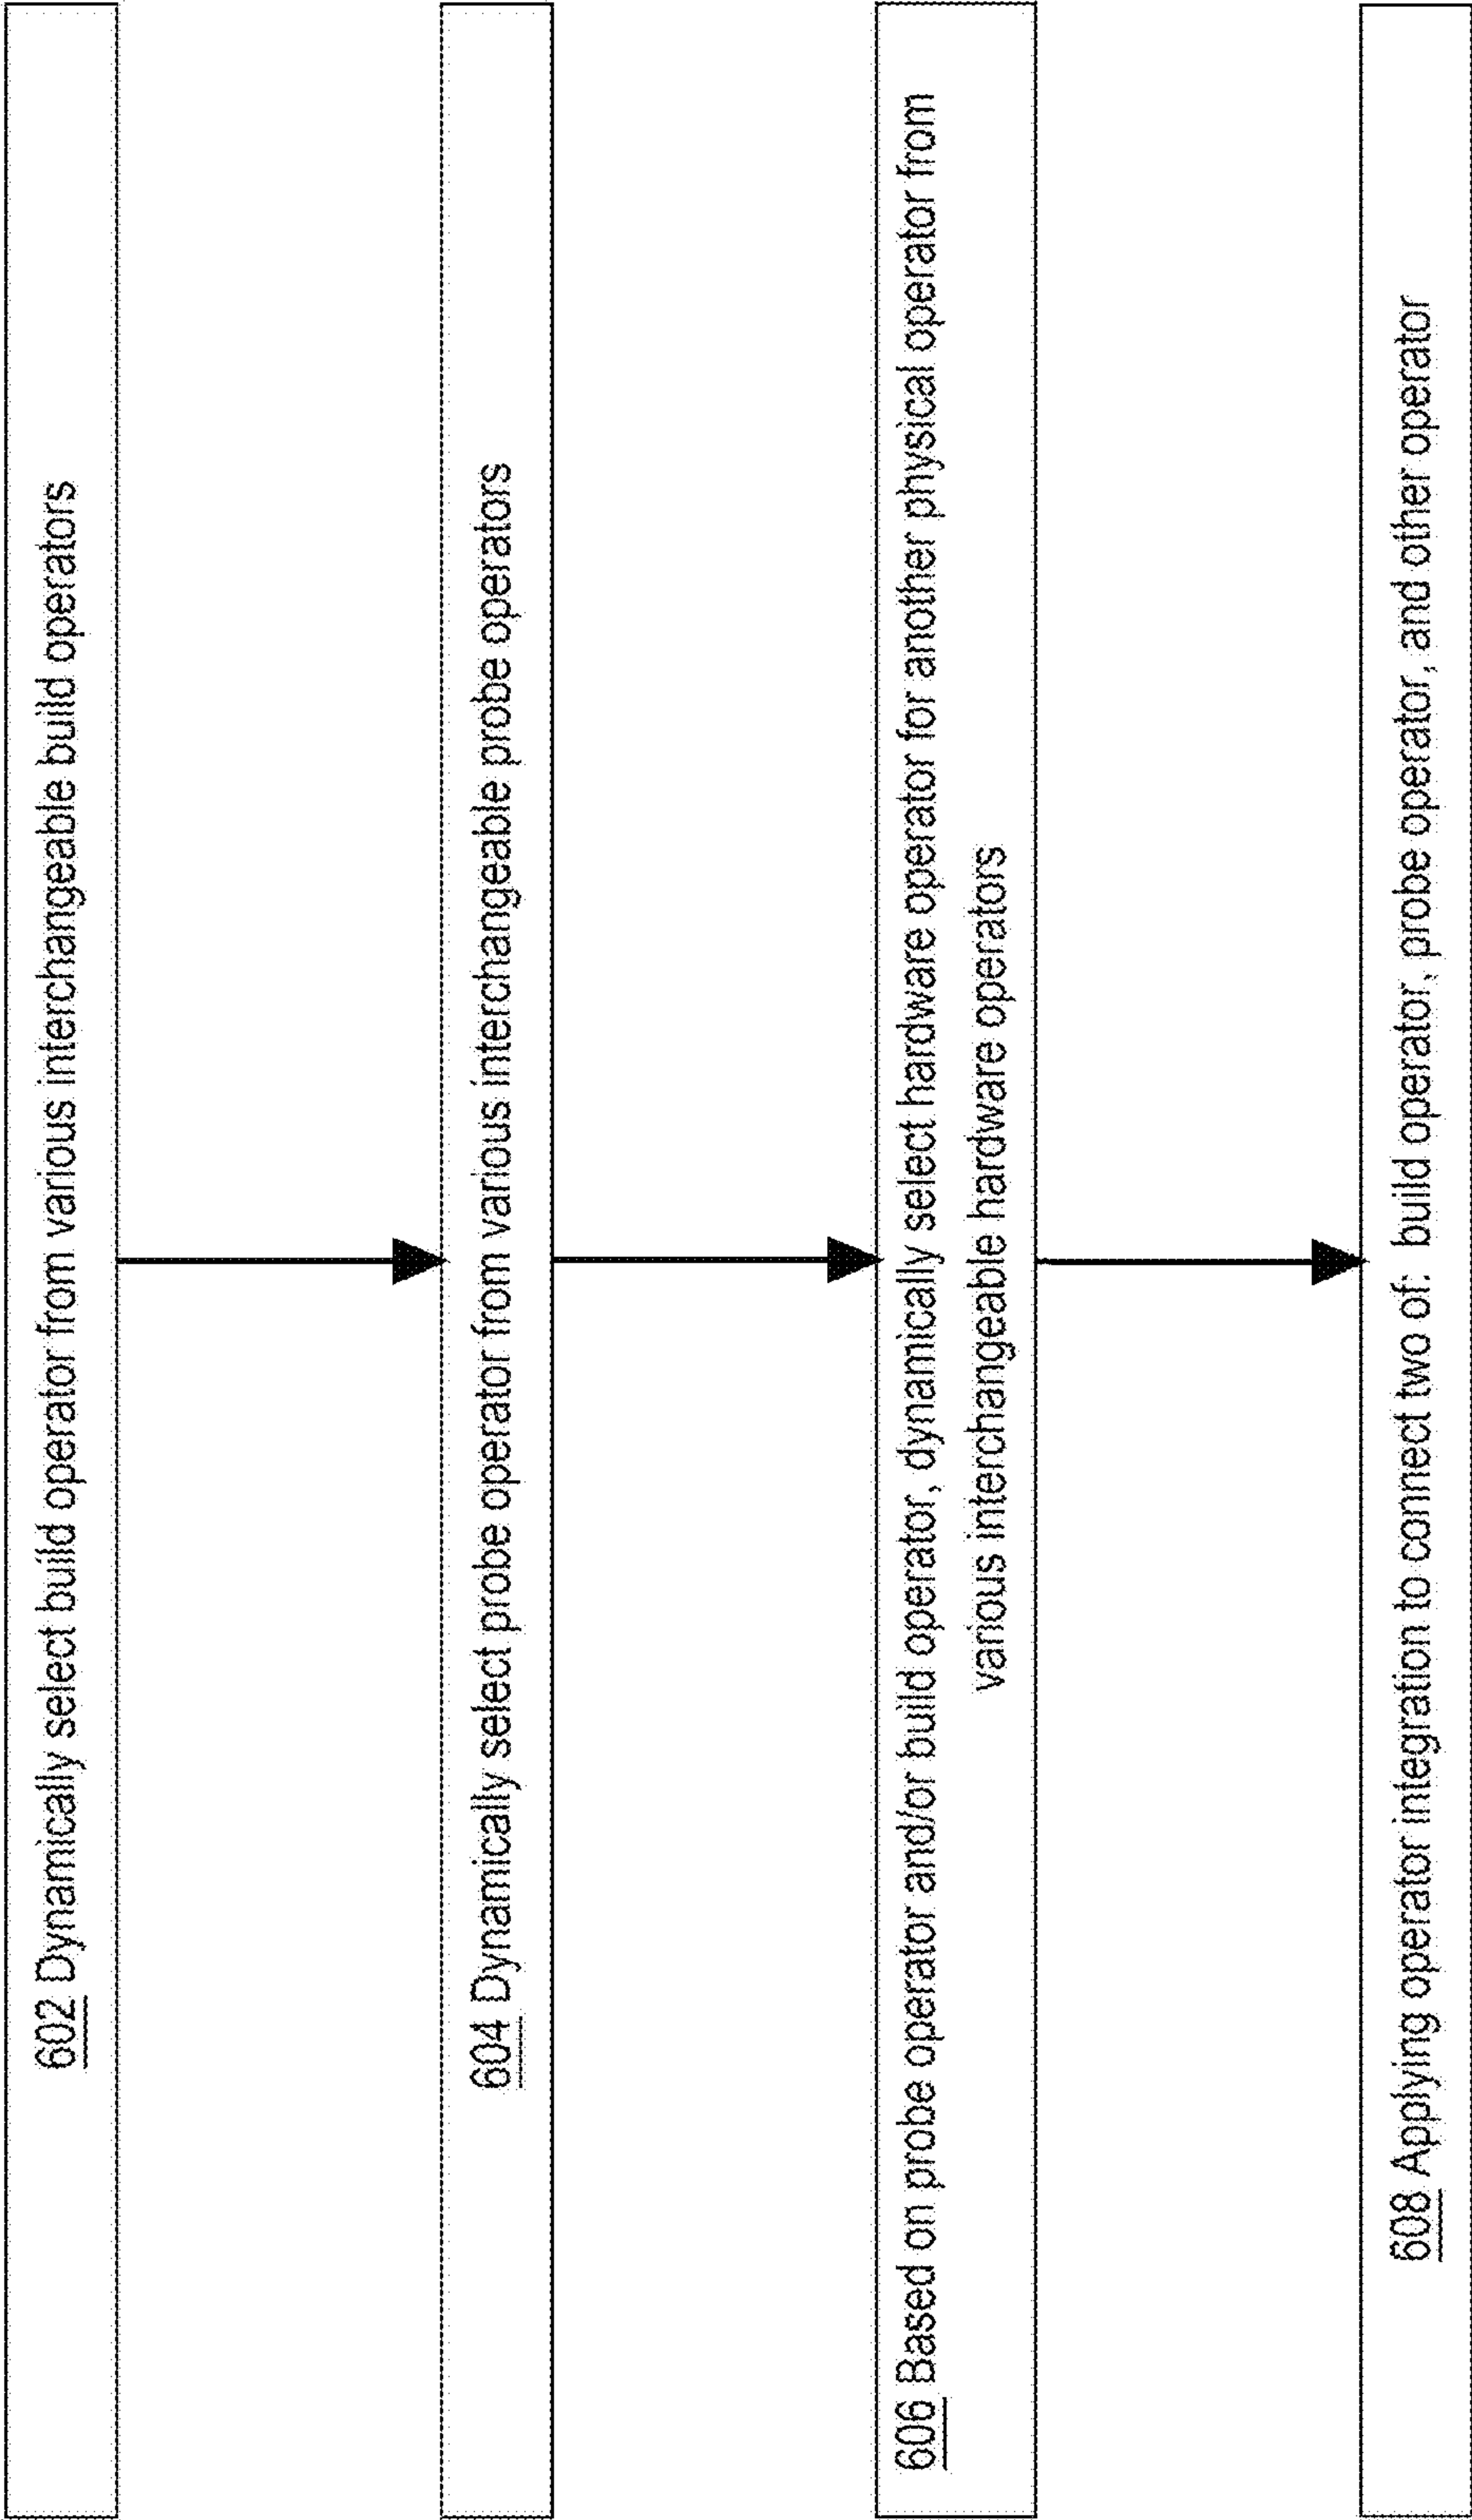 602 Dynamically select build operator from various interchangeable build operators
604 Dynamically select probe operator from various interchangeable probe operators
606 Based on probe operator and/or build operator, dynamically select hardware operator for another physical operator from
various interchangeable hardware operators
608 Applying operator integration to connect two of: build operator, probe operator, and other operator